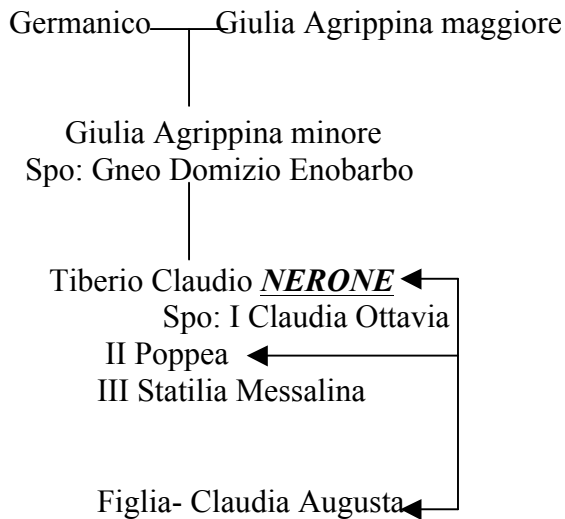 Germanico Giulia Agrippina maggiore
Giulia Agrippina minore
Spo: Gneo Domizio Enobarbo
Tiberio Claudio NERONE
Spo: I Claudia Ottavia
II Poppea
III Statilia Messalina
Figlia- Claudia Augusta